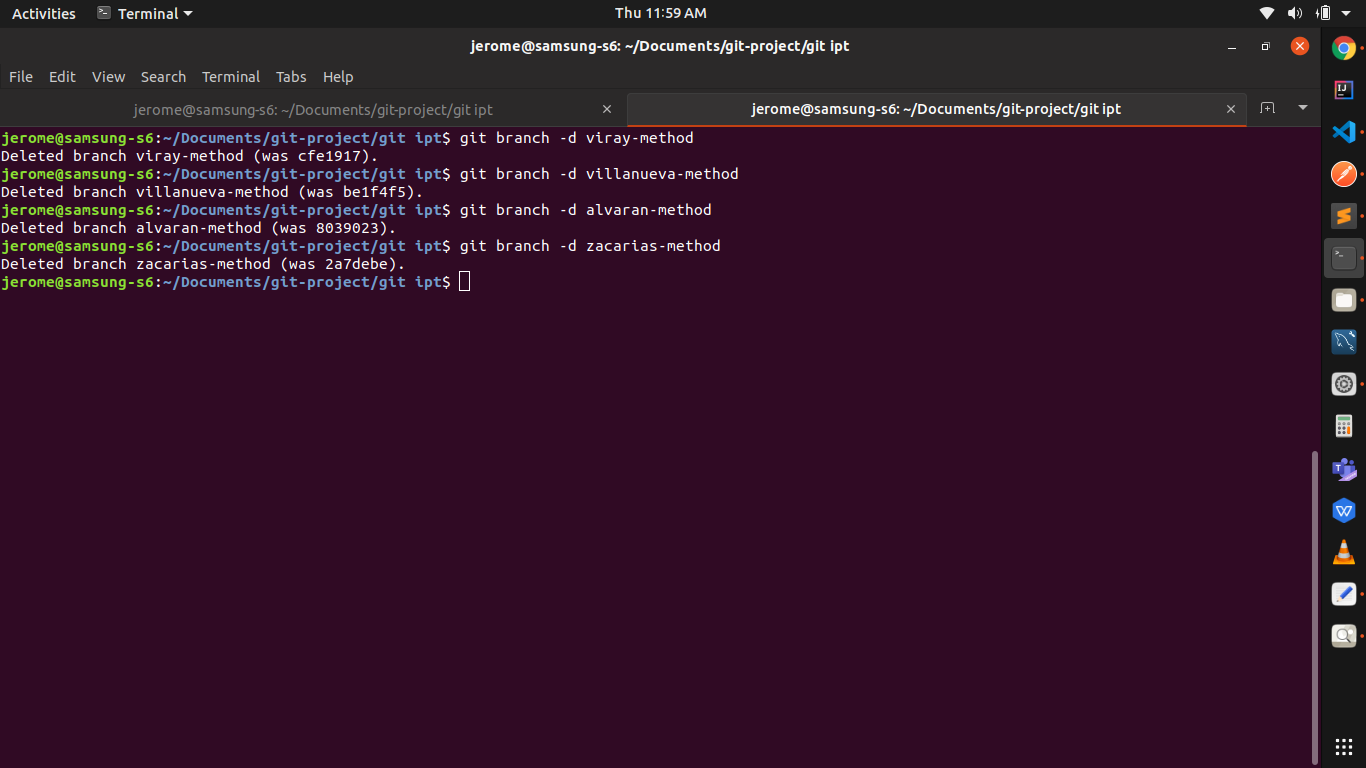 Activities Terminal Thu 11:59 AM
jerome@samsung-s6: ~/Documents/git-project/git ipt
File Edit View Search Terminal Tabs Help
jerome@samsung-s6: ~/Documents/git-project/git ipt jerome@samsung-s6: ~/Documents/git-project/git ipt
jerome@samsung-s6:~/Documents/git-project/git ipt$ git branch -d viray-method
Deleted branch viray-method (was cfe1917).
jerome@samsung-s6:~/Documents/git-project/git ipt$ git branch -d villanueva-method
Deleted branch villanueva-method (was be1f4f5).
jerome@samsung-s6:~/Documents/git-project/git ipt$ git branch -d alvaran-method
Deleted branch alvaran-method (was 8039023).
jerome@samsung-s6:~/Documents/git-project/git ipt$ git branch -d zacarias-method
Deleted branch zacarias-method (was 2a7debe).
jerome@samsung-s6:~/Documents/git-project/git ipt$